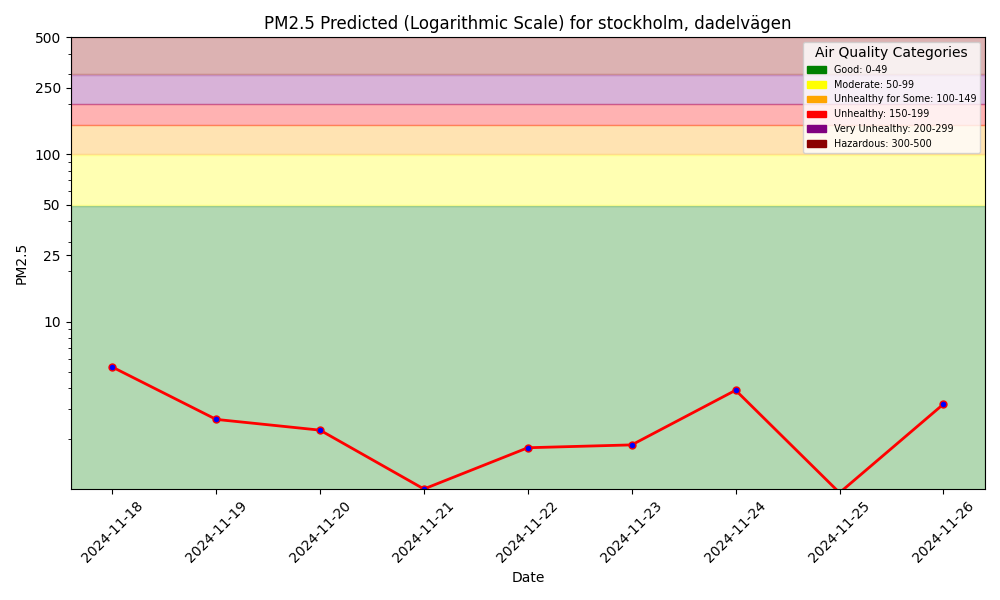 PM2.5 Predicted (Logarithmic Scale) for stockholm, dadelvägen
500
250
100
50
25
10
PM2.5
Air Quality Categories
Good: 0-49
Moderate: 50-99
Unhealthy for Some: 100-149
Unhealthy: 150-199
Very Unhealthy: 200-299
Hazardous: 300-500
2024-11-18
2024-11-19
2024-11-20
2024-11-21
2024-11-22
2024-11-23
2024-11-24
2024-11-25
2024-11-26
Date